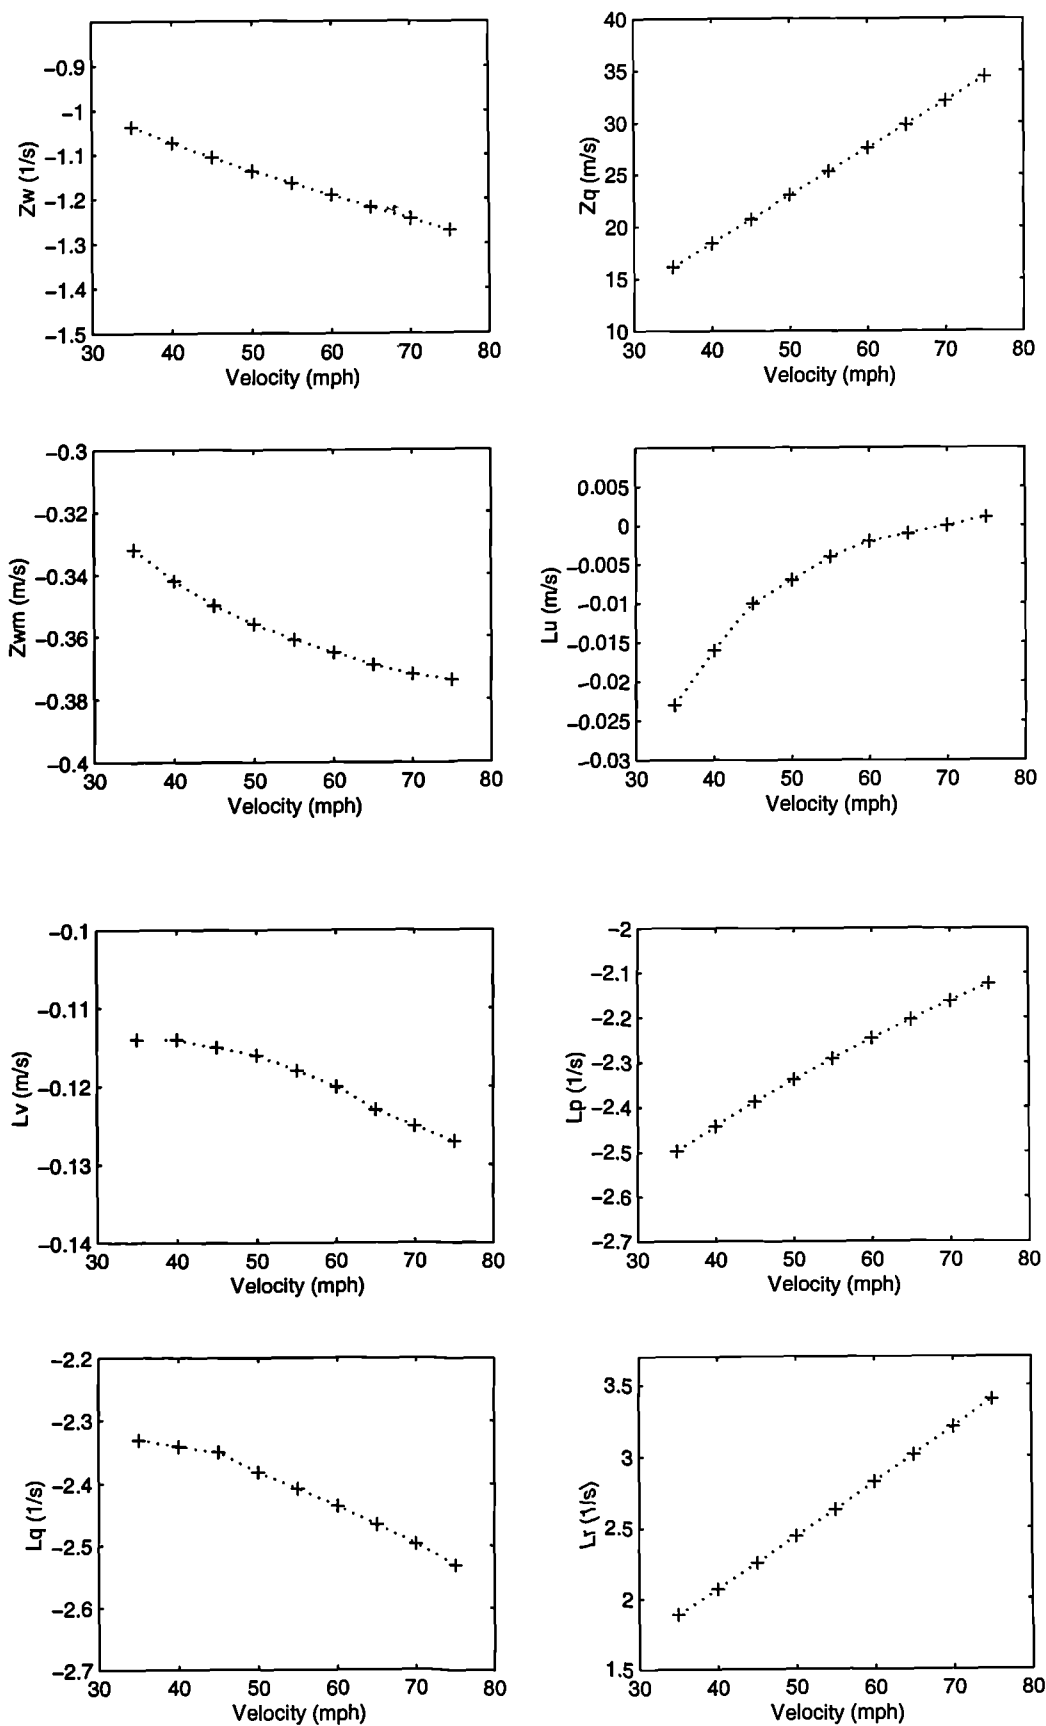 −0.9
−1
−1.1
−1.2
−1.3
−1.4
−1.5
Zw (1/s)
30 40 50 60 70 80
Velocity (mph)
40
35
30
25
20
15
10
Zq (m/s)
30 40 50 60 70 80
Velocity (mph)
−0.3
−0.32
−0.34
−0.36
−0.38
−0.4
Zwm (m/s)
30 40 50 60 70 80
Velocity (mph)
0.005
0
−0.005
−0.01
−0.015
−0.02
−0.025
−0.03
Lu (m/s)
30 40 50 60 70 80
Velocity (mph)
−0.1
−0.11
−0.12
−0.13
−0.14
Lv (m/s)
30 40 50 60 70 80
Velocity (mph)
−2
−2.1
−2.2
−2.3
−2.4
−2.5
−2.6
−2.7
Lp (1/s)
30 40 50 60 70 80
Velocity (mph)
−2.2
−2.3
−2.4
−2.5
−2.6
−2.7
Lq (1/s)
30 40 50 60 70 80
Velocity (mph)
3.5
3
2.5
2
1.5
Lr (1/s)
30 40 50 60 70 80
Velocity (mph)